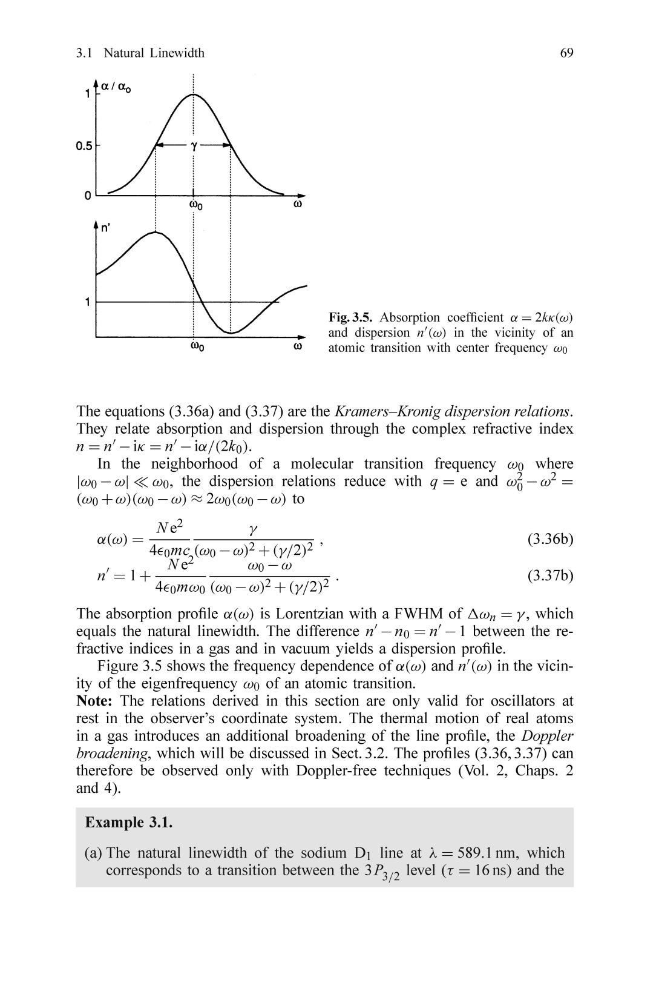 3.1 Natural Linewidth 69
α / α₀
1
0.5
γ
0
ω₀ ω
n'
1
ω₀ ω
Fig. 3.5. Absorption coefficient α = 2kκ(ω)
and dispersion n′(ω) in the vicinity of an
atomic transition with center frequency ω₀
The equations (3.36a) and (3.37) are the Kramers–Kronig dispersion relations.
They relate absorption and dispersion through the complex refractive index
n = n′ − iκ = n′ − iα/(2k₀).
In the neighborhood of a molecular transition frequency ω₀ where
|ω₀ − ω| ≪ ω₀, the dispersion relations reduce with q = e and ω₀² − ω² =
(ω₀ + ω)(ω₀ − ω) ≈ 2ω₀(ω₀ − ω) to
α(ω) = Ne²/(4ϵ₀mc) γ/((ω₀ − ω)² + (γ/2)²) , (3.36b)
n′ = 1 + Ne²/(4ϵ₀mω₀) (ω₀ − ω)/((ω₀ − ω)² + (γ/2)²) . (3.37b)
The absorption profile α(ω) is Lorentzian with a FWHM of Δωₙ = γ, which
equals the natural linewidth. The difference n′ − n₀ = n′ − 1 between the re-
fractive indices in a gas and in vacuum yields a dispersion profile.
Figure 3.5 shows the frequency dependence of α(ω) and n′(ω) in the vicin-
ity of the eigenfrequency ω₀ of an atomic transition.
Note: The relations derived in this section are only valid for oscillators at
rest in the observer's coordinate system. The thermal motion of real atoms
in a gas introduces an additional broadening of the line profile, the Doppler
broadening, which will be discussed in Sect. 3.2. The profiles (3.36, 3.37) can
therefore be observed only with Doppler-free techniques (Vol. 2, Chaps. 2
and 4).
Example 3.1.
(a) The natural linewidth of the sodium D₁ line at λ = 589.1 nm, which
corresponds to a transition between the 3P₃/₂ level (τ = 16 ns) and the